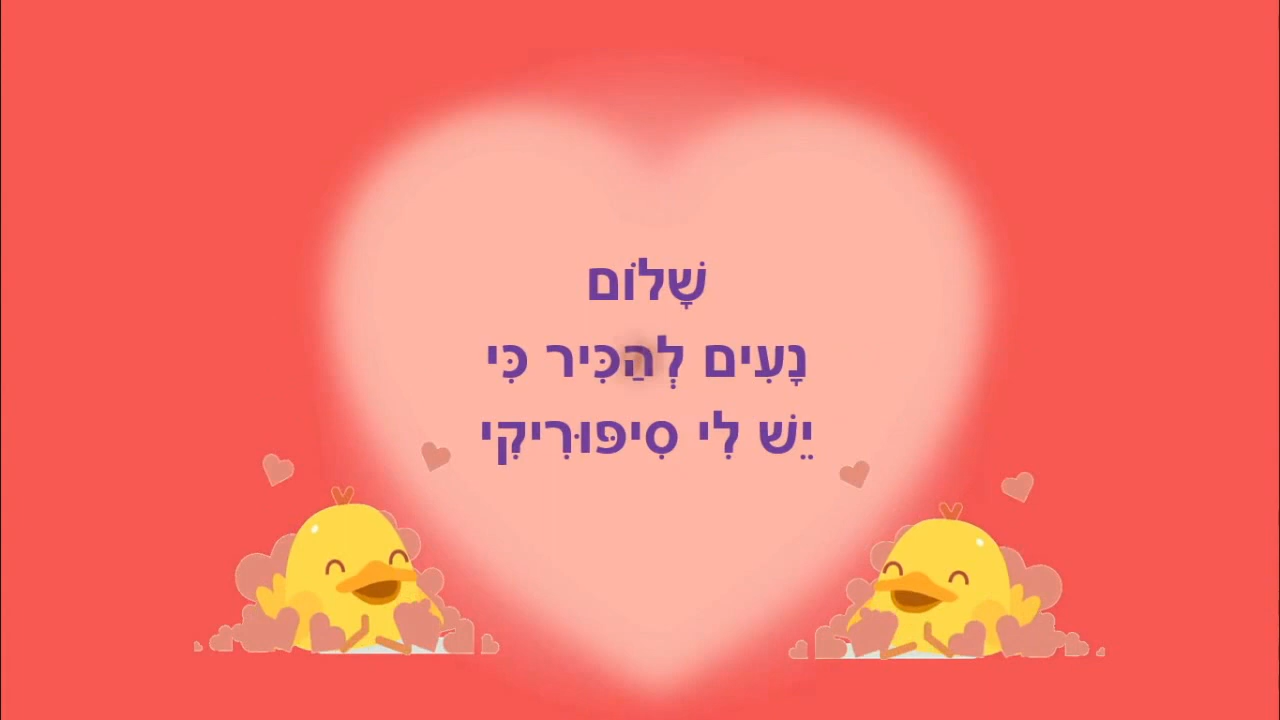 שָׁלוֹם
נָעִים לְהַכִּיר כִּי
יֵשׁ לִי סִיפּוּרִיקִי